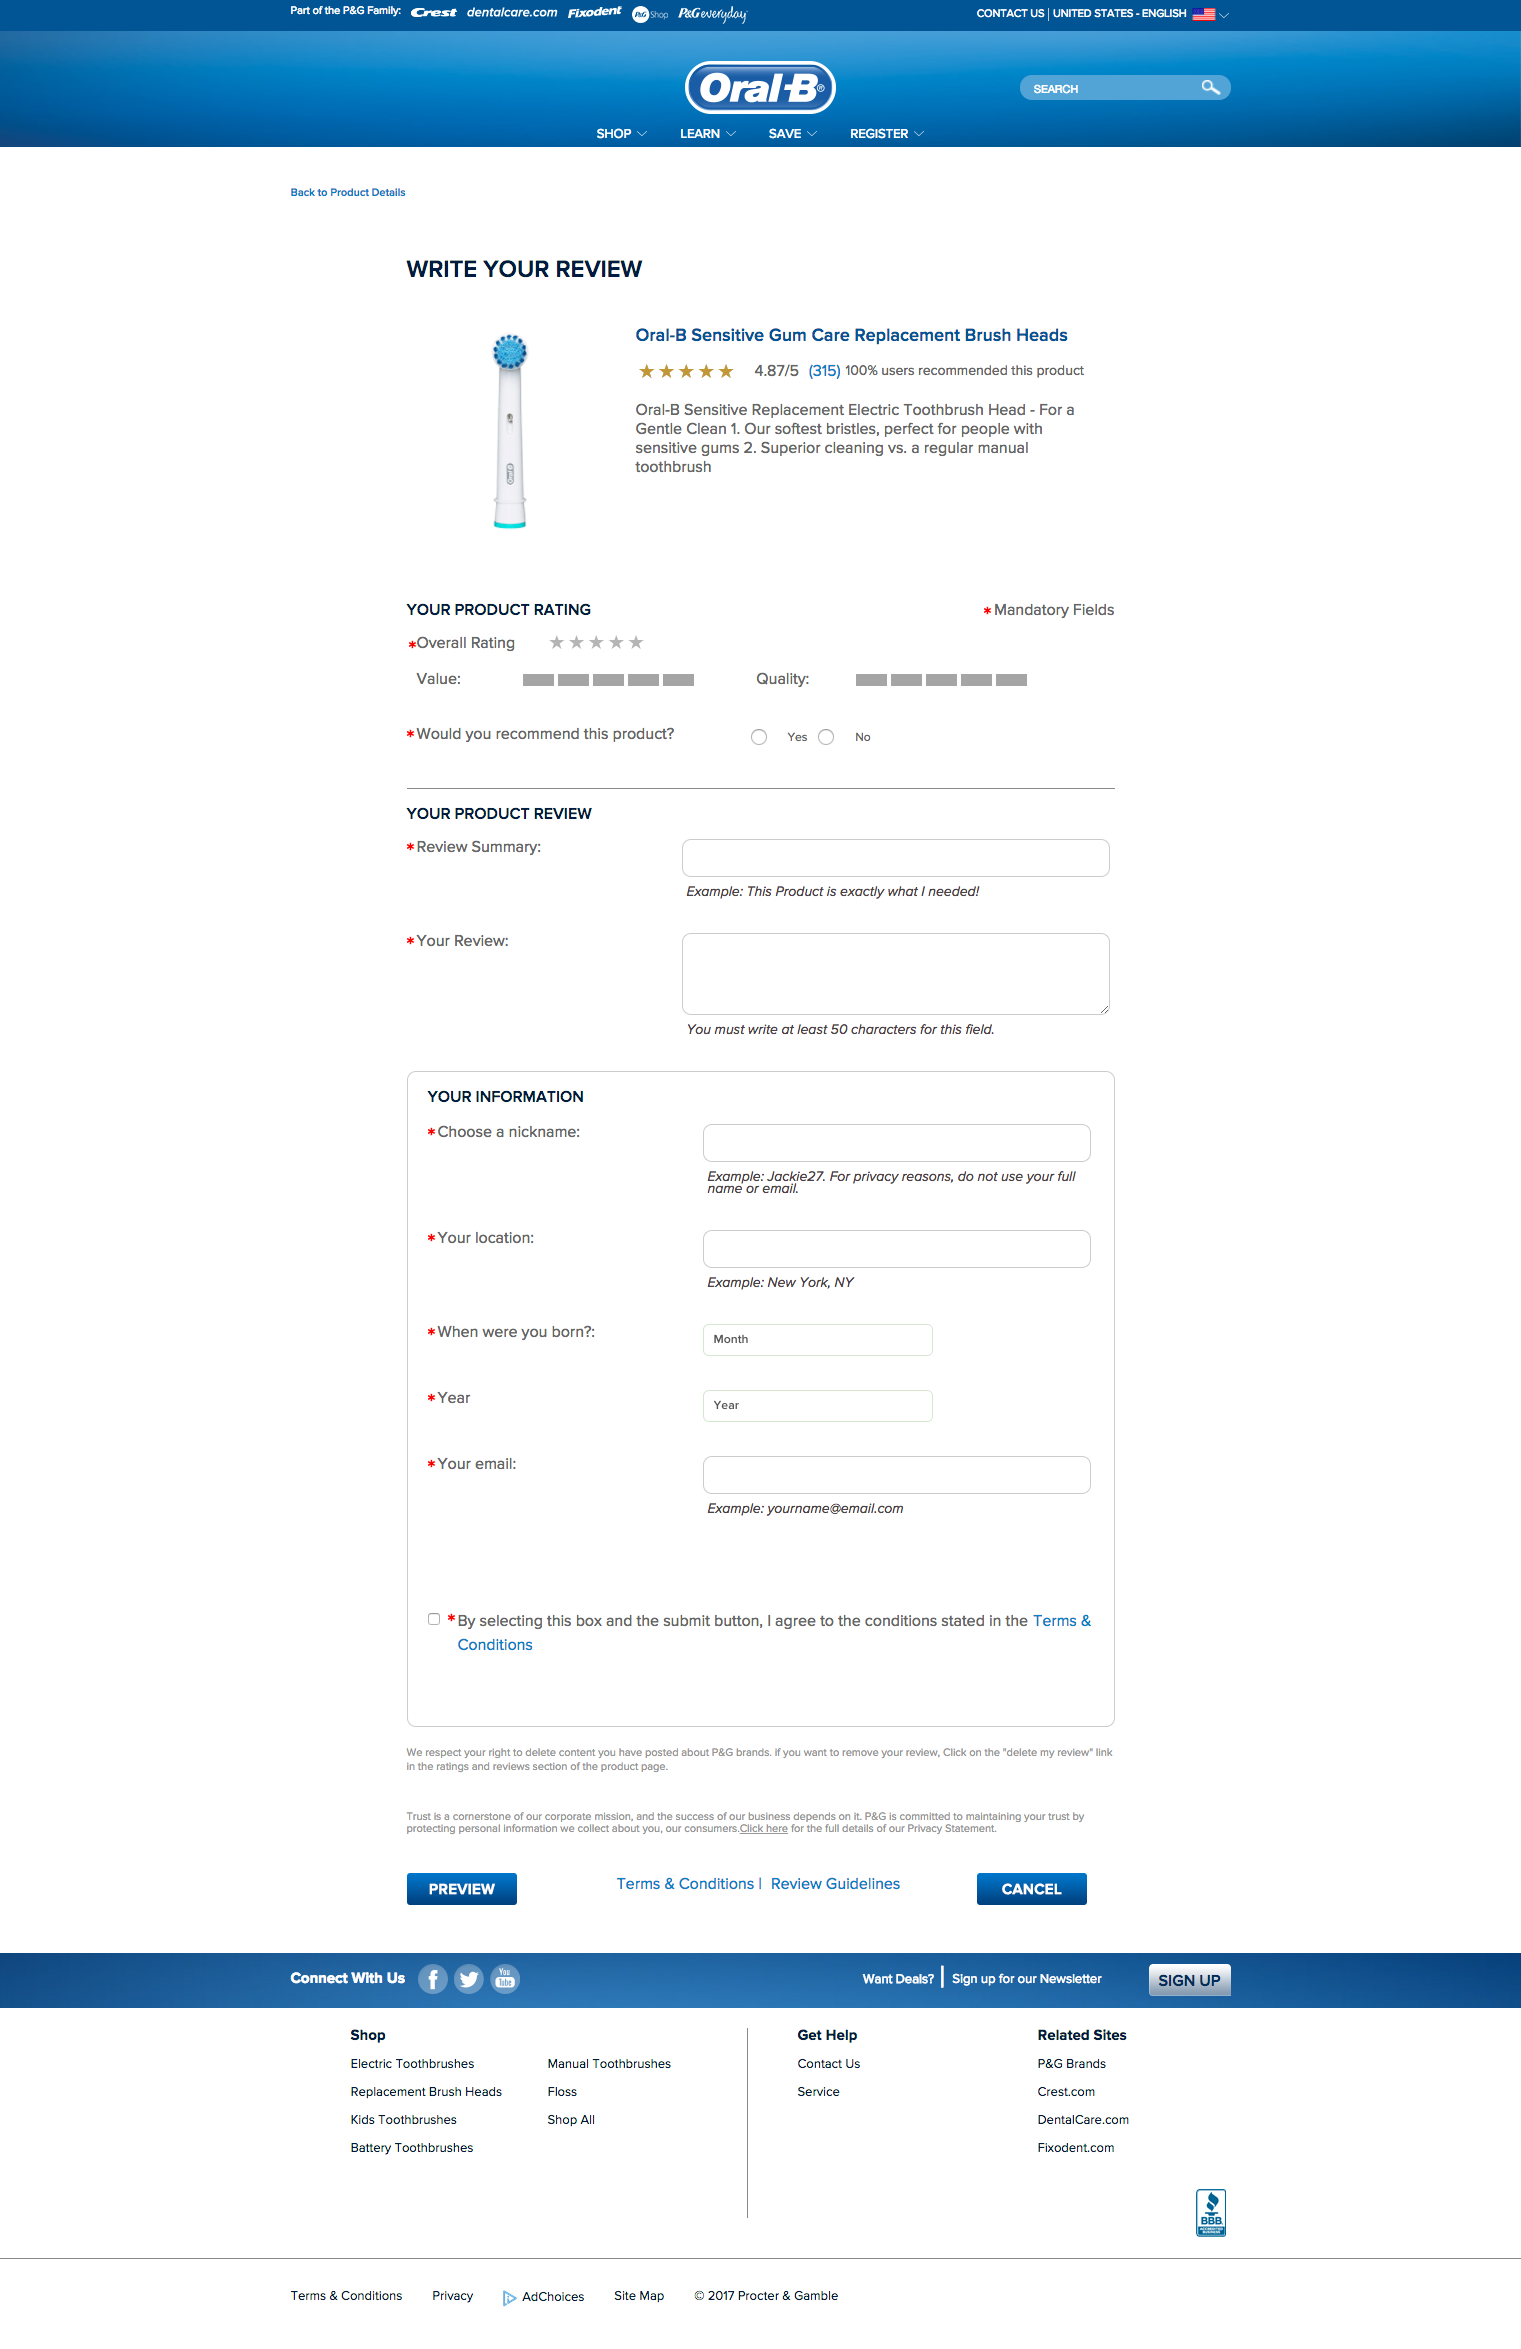 Part of the P&G Family: Crest dentalcare.com Fixodent P&G Shop P&G everyday
CONTACT US | UNITED STATES - ENGLISH
Oral-B®
SEARCH
SHOP LEARN SAVE REGISTER
Back to Product Details
WRITE YOUR REVIEW
Oral-B Sensitive Gum Care Replacement Brush Heads
4.87/5 (315) 100% users recommended this product
Oral-B Sensitive Replacement Electric Toothbrush Head - For a
Gentle Clean 1. Our softest bristles, perfect for people with
sensitive gums 2. Superior cleaning vs. a regular manual
toothbrush
Oral-B
YOUR PRODUCT RATING
* Mandatory Fields
*Overall Rating
Value:
Quality:
*Would you recommend this product? Yes No
YOUR PRODUCT REVIEW
*Review Summary:
Example: This Product is exactly what I needed!
*Your Review:
You must write at least 50 characters for this field.
YOUR INFORMATION
*Choose a nickname:
Example: Jackie27. For privacy reasons, do not use your full
name or email.
*Your location:
Example: New York, NY
*When were you born?: Month
*Year Year
*Your email:
Example: yourname@email.com
*By selecting this box and the submit button, I agree to the conditions stated in the Terms &
Conditions
We respect your right to delete content you have posted about P&G brands. if you want to remove your review, Click on the "delete my review" link
in the ratings and reviews section of the product page.
Trust is a cornerstone of our corporate mission, and the success of our business depends on it. P&G is committed to maintaining your trust by
protecting personal information we collect about you, our consumers.Click here for the full details of our Privacy Statement.
PREVIEW Terms & Conditions | Review Guidelines CANCEL
Connect With Us
You Tube
Want Deals? | Sign up for our Newsletter SIGN UP
Shop
Electric Toothbrushes
Replacement Brush Heads
Kids Toothbrushes
Battery Toothbrushes
Manual Toothbrushes
Floss
Shop All
Get Help
Contact Us
Service
Related Sites
P&G Brands
Crest.com
DentalCare.com
Fixodent.com
BBB
ACCREDITED
BUSINESS
Terms & Conditions Privacy AdChoices Site Map © 2017 Procter & Gamble